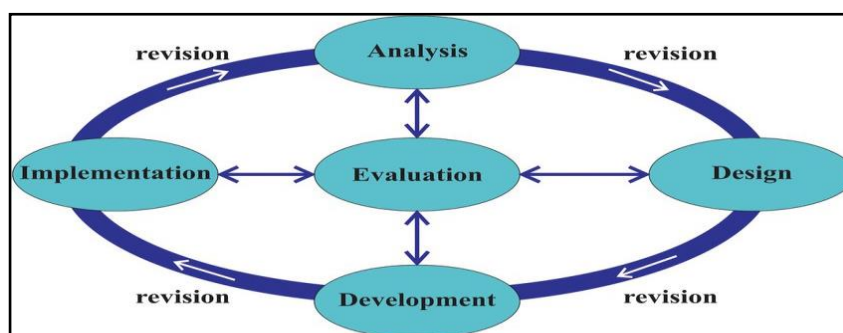 Analysis
revision
revision
Implementation
Evaluation
Design
revision
Development
revision